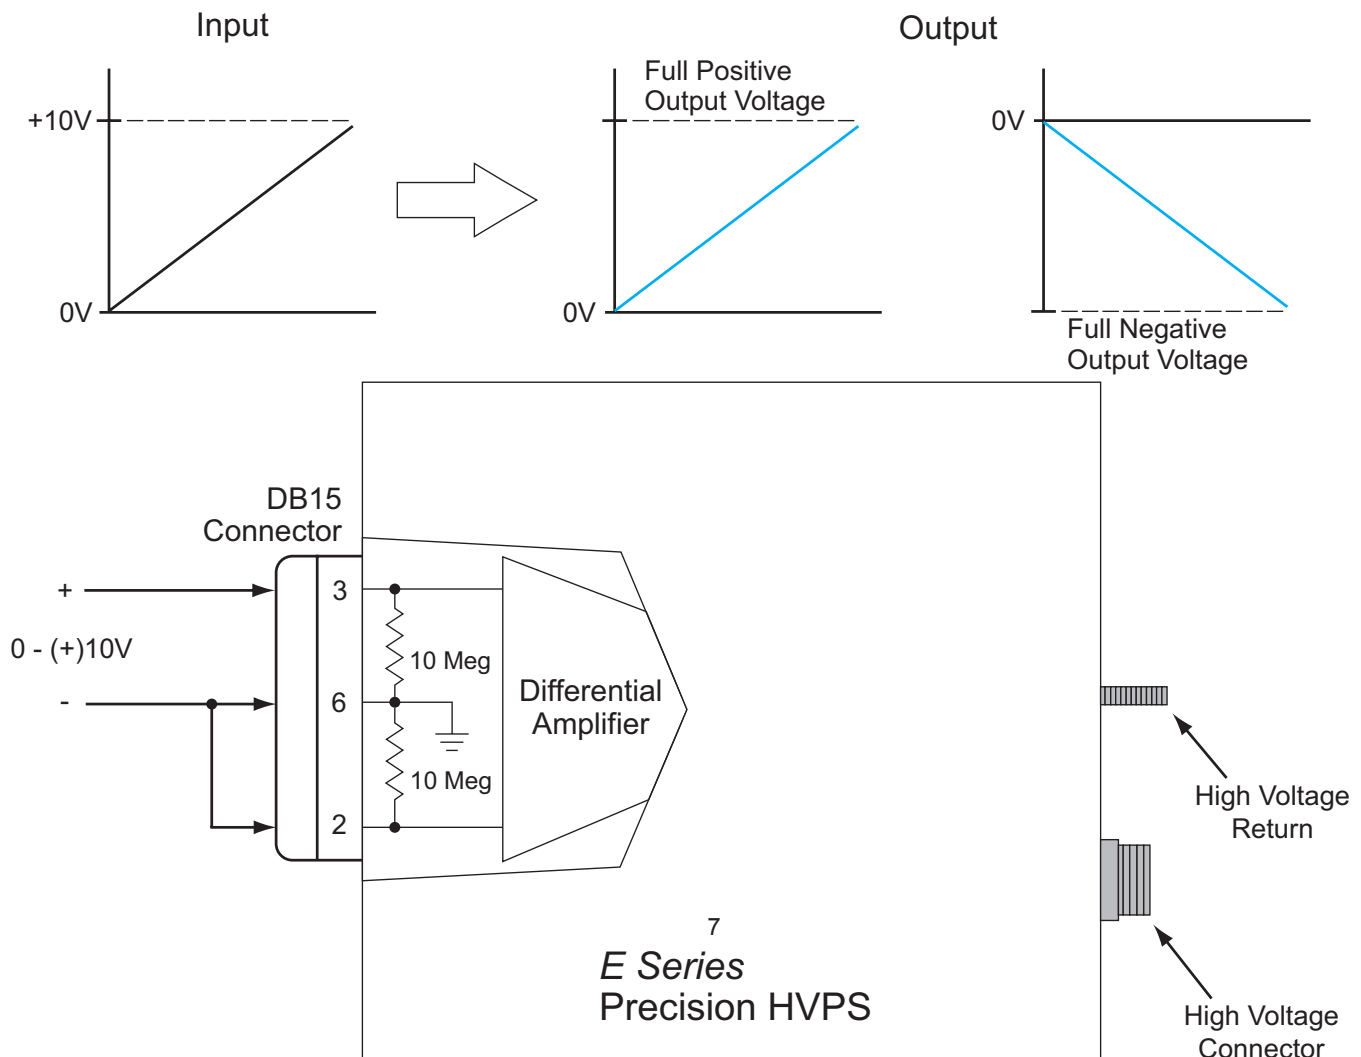 Input
Output
+10V
0V
Full Positive
Output Voltage
0V
0V
Full Negative
Output Voltage
DB15
Connector
+
0 - (+)10V
-
3
6
2
10 Meg
10 Meg
Differential
Amplifier
High Voltage
Return
7
E Series
Precision HVPS
High Voltage
Connector